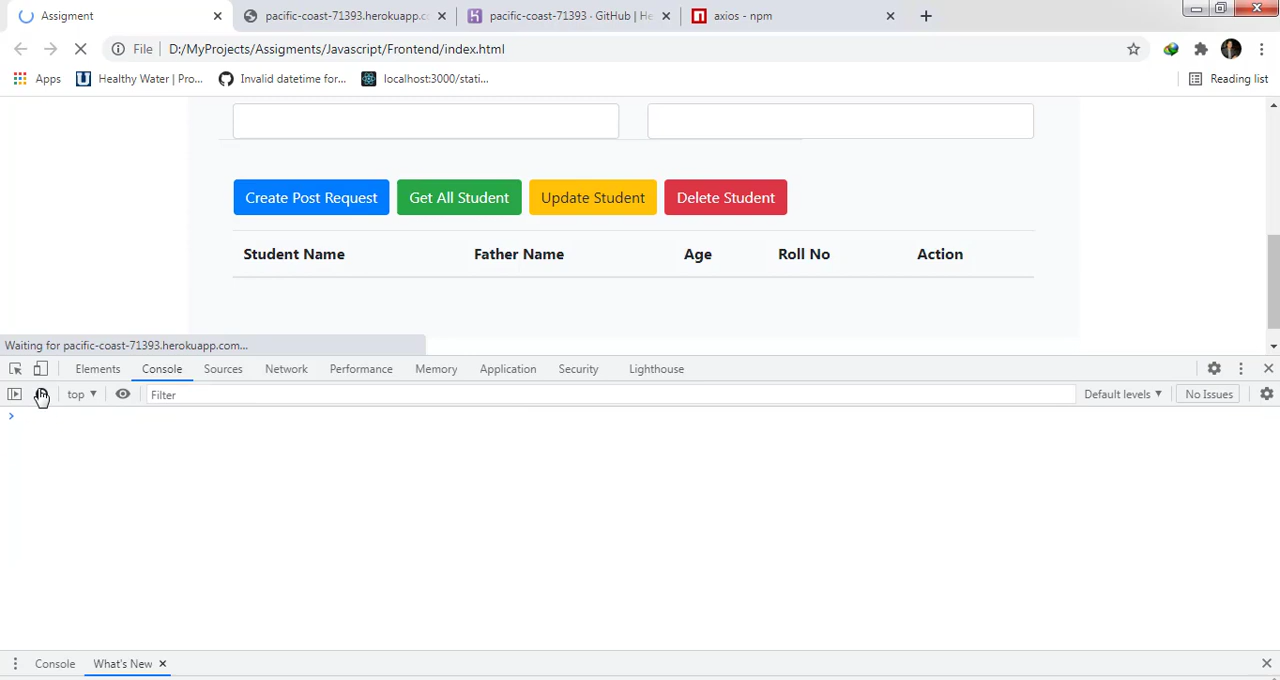 Assigment
pacific-coast-71393.herokuapp.c
pacific-coast-71393 · GitHub | He
axios - npm
File
D:/MyProjects/Assigments/Javascript/Frontend/index.html
Apps
Healthy Water | Pro...
Invalid datetime for...
localhost:3000/stati...
Reading list
Create Post Request
Get All Student
Update Student
Delete Student
Student Name
Father Name
Age
Roll No
Action
Waiting for pacific-coast-71393.herokuapp.com...
Elements
Console
Sources
Network
Performance
Memory
Application
Security
Lighthouse
top
Filter
Default levels
No Issues
Console
What's New